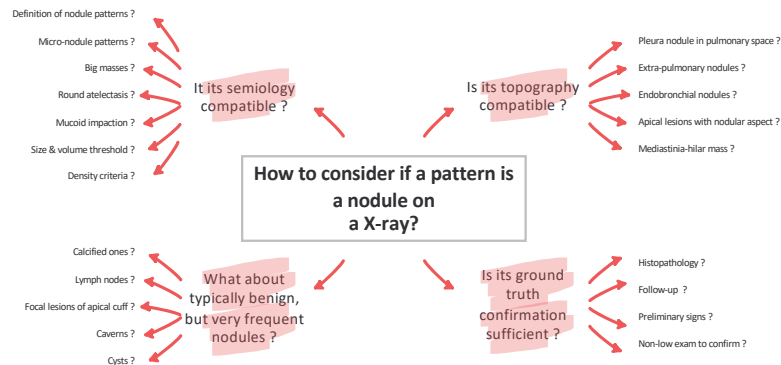 Definition of nodule patterns ?
Micro-nodule patterns ?
Big masses ?
Round atelectasis ?
Mucoid impaction ?
Size & volume threshold ?
Density criteria ?
It its semiology
compatible ?
Is its topography
compatible ?
Pleura nodule in pulmonary space ?
Extra-pulmonary nodules ?
Endobronchial nodules ?
Apical lesions with nodular aspect ?
Mediastinia-hilar mass ?
How to consider if a pattern is
a nodule on
a X-ray?
Calcified ones ?
Lymph nodes ?
Focal lesions of apical cuff ?
Caverns ?
Cysts ?
What about
typically benign,
but very frequent
nodules ?
Is its ground
truth
confirmation
sufficient ?
Histopathology ?
Follow-up  ?
Preliminary signs ?
Non-low exam to confirm ?